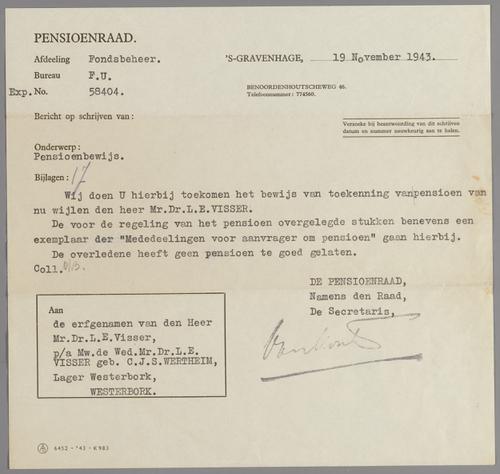 PENSIOENRAAD.
Afdeeling Fondsbeheer.
'S-GRAVENHAGE, 19 November 1943.
Bureau F.U.
Exp. No. 58404.
BENOORDENHOUTSCHEWEG 46.
Telefoonnummer: 774560.
Bericht op schrijven van :
Verzoeke bij beantwoording van dit schrijven
datum en nummer nauwkeurig aan te halen.
Onderwerp :
Pensioenbewijs.
Bijlagen : 17
Wij doen U hierbij toekomen het bewijs van toekenning vanpensioen van
nu wijlen den heer Mr.Dr.L.E.VISSER.
De voor de regeling van het pensioen overgelegde stukken benevens een
exemplaar der "Mededeelingen voor aanvrager om pensioen" gaan hierbij.
De overledene heeft geen pensioen te goed gelaten.
Coll.
DE PENSIOENRAAD,
Namens den Raad,
De Secretaris,
Aan
de erfgenamen van den Heer
Mr.Dr.L.E.Visser,
p/a Mw.de Wed.Mr.Dr.L.E.
VISSER geb. C.J.S.WERTHEIM,
Lager Westerbork,
WESTERBORK.
6452 - '43 - K 983